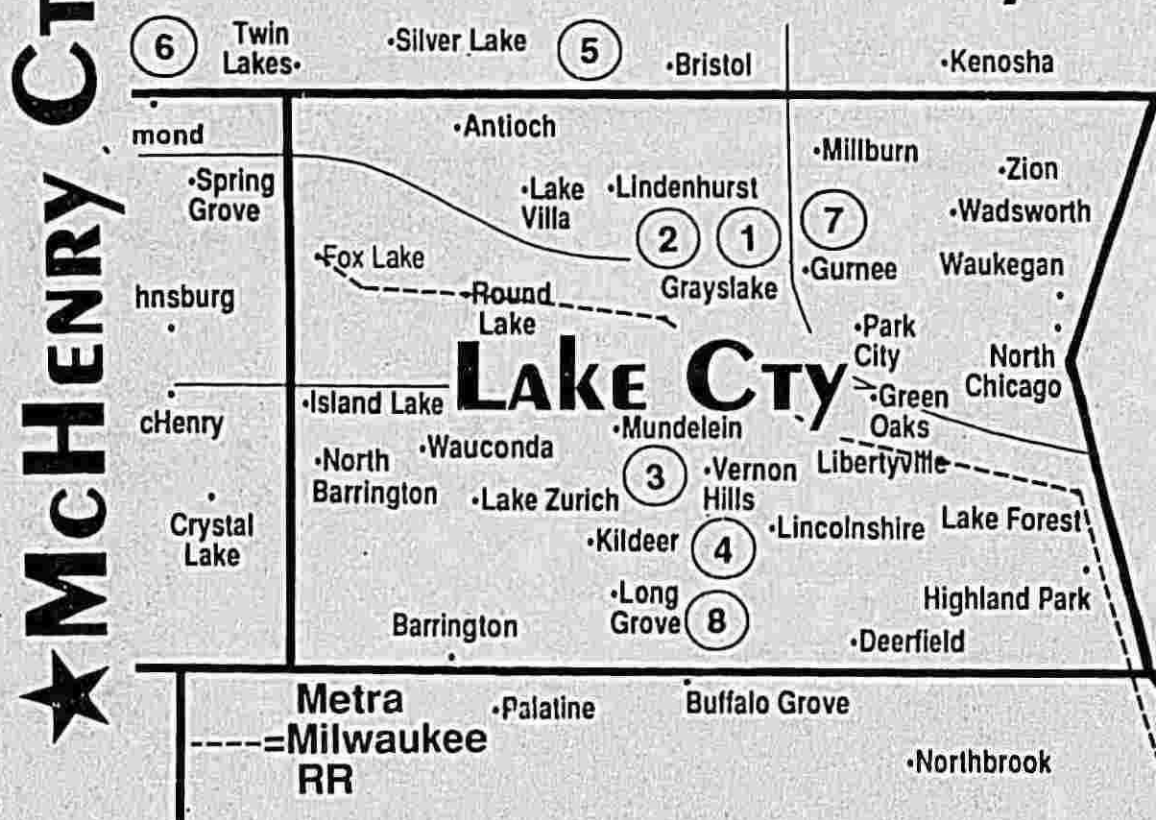 McHENRY CT
6
Twin
Lakes
Silver Lake
5
Bristol
Kenosha
mond
Antioch
Millburn
Zion
Spring
Grove
Lake
Villa
Lindenhurst
Wadsworth
2
1
7
Fox Lake
Grayslake
Gurnee
Waukegan
hnsburg
Round
Lake
Park
City
North
Chicago
LAKE CTY
Green
Oaks
Island Lake
cHenry
Mundelein
Wauconda
North
Barrington
3
Vernon
Hills
Libertyville
Lake Zurich
Crystal
Lake
Kildeer
4
Lincolnshire
Lake Forest
Long
Grove
8
Highland Park
Barrington
Deerfield
Metra
=Milwaukee
RR
Palatine
Buffalo Grove
Northbrook